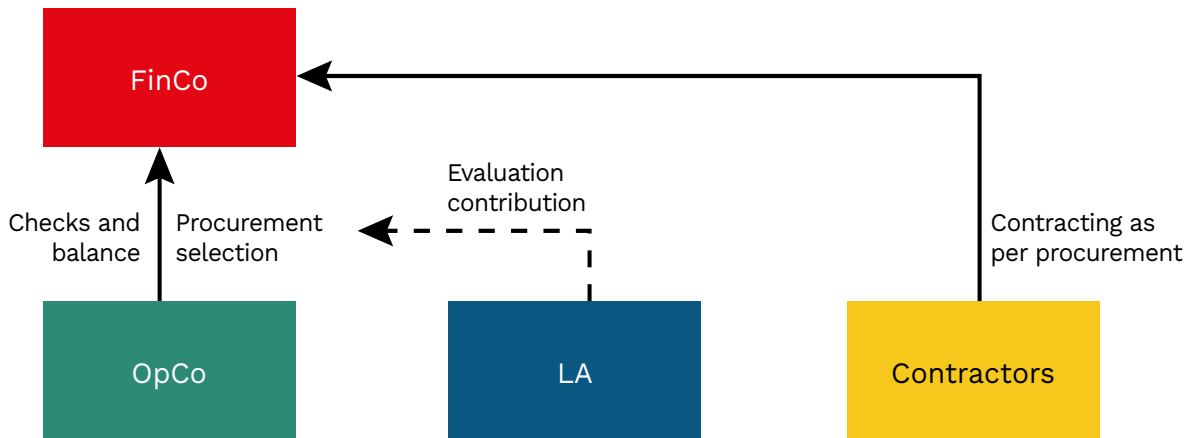 FinCo
Evaluation
contribution
Checks and
balance
Procurement
selection
Contracting as
per procurement
OpCo
LA
Contractors